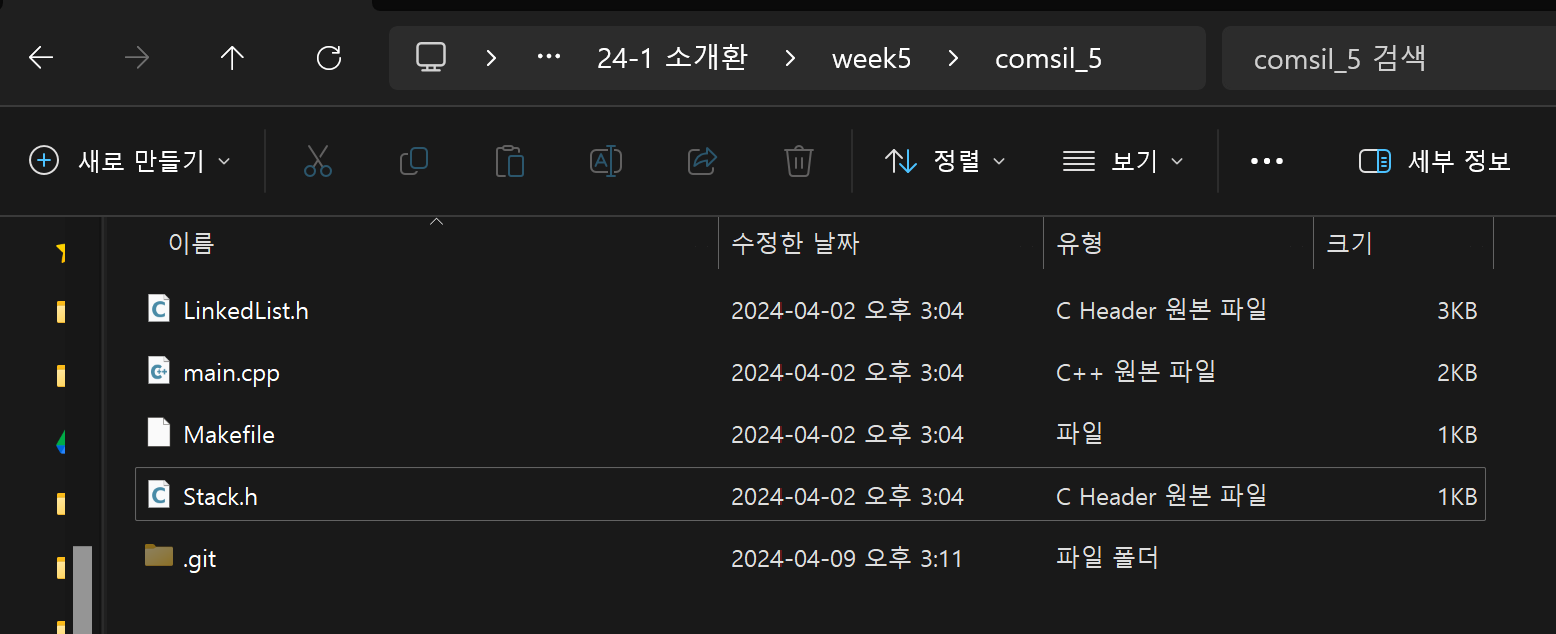 24-1 소개환 week5 comsil_5 comsil_5 검색
새로 만들기 정렬 보기 세부 정보
이름 수정한 날짜 유형 크기
LinkedList.h 2024-04-02 오후 3:04 C Header 원본 파일 3KB
main.cpp 2024-04-02 오후 3:04 C++ 원본 파일 2KB
Makefile 2024-04-02 오후 3:04 파일 1KB
Stack.h 2024-04-02 오후 3:04 C Header 원본 파일 1KB
.git 2024-04-09 오후 3:11 파일 폴더